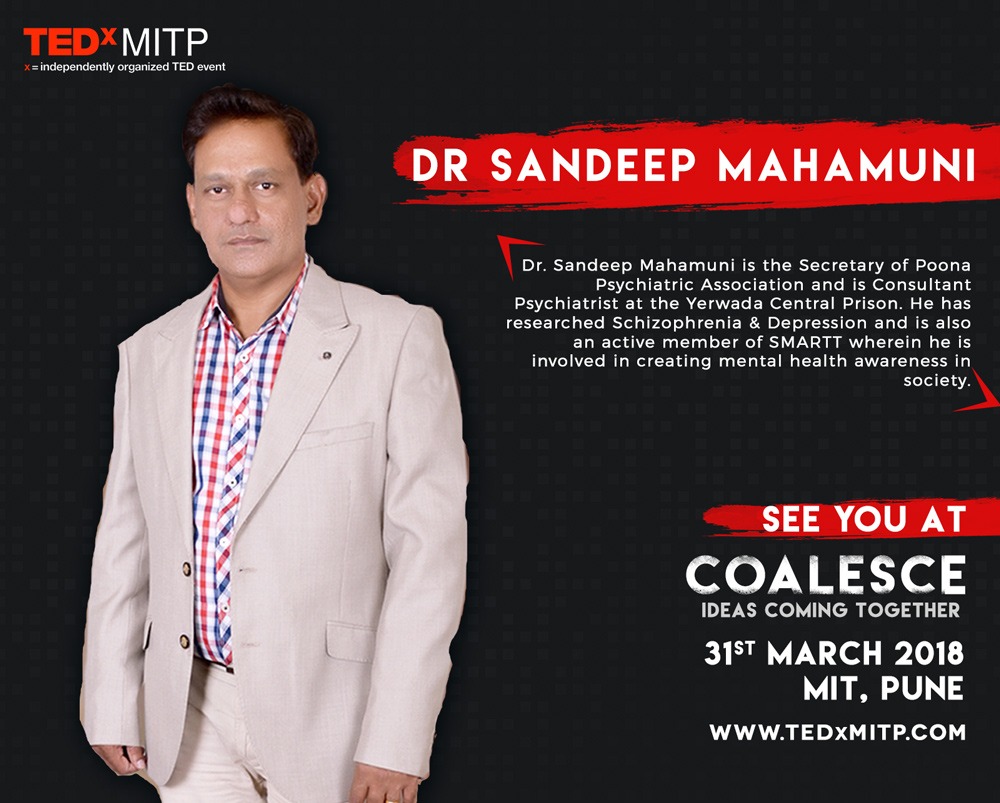 TEDxMITP
x = independently organized TED event
DR SANDEEP MAHAMUNI
Dr. Sandeep Mahamuni is the Secretary of Poona
Psychiatric Association and is Consultant
Psychiatrist at the Yerwada Central Prison. He has
researched Schizophrenia & Depression and is also
an active member of SMARTT wherein he is
involved in creating mental health awareness in
society.
SEE YOU AT
COALESCE
IDEAS COMING TOGETHER
31ST MARCH 2018
MIT, PUNE
WWW.TEDxMITP.COM